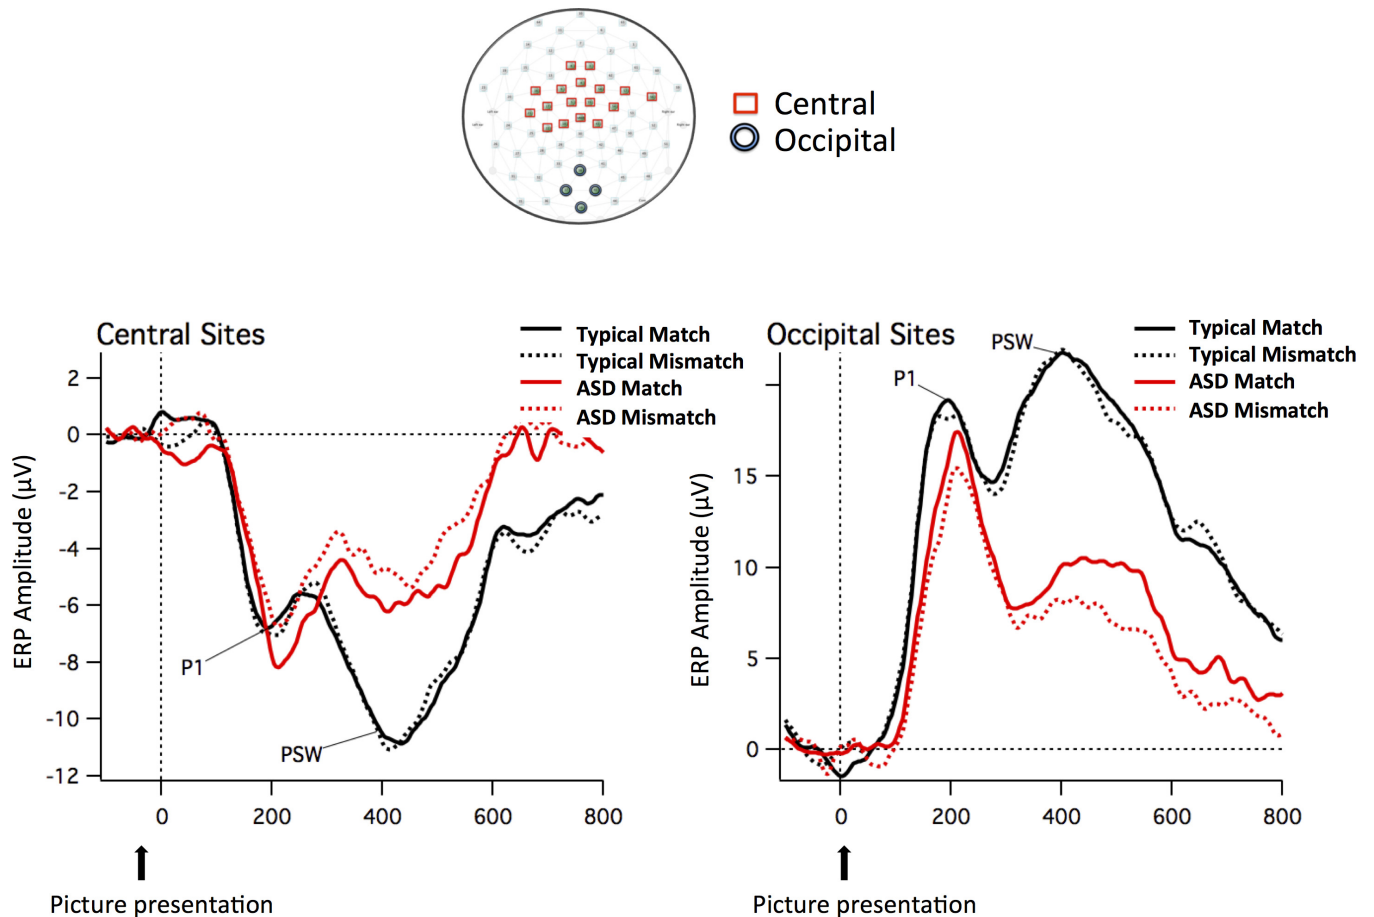 Central
Occipital
Central Sites
Typical Match
Typical Mismatch
ASD Match
ASD Mismatch
ERP Amplitude (µV)
2
0
-2
-4
-6
-8
-10
-12
P1
PSW
0 200 400 600 800
Picture presentation
Occipital Sites
PSW
P1
Typical Match
Typical Mismatch
ASD Match
ASD Mismatch
ERP Amplitude (µV)
15
10
5
0
0 200 400 600 800
Picture presentation